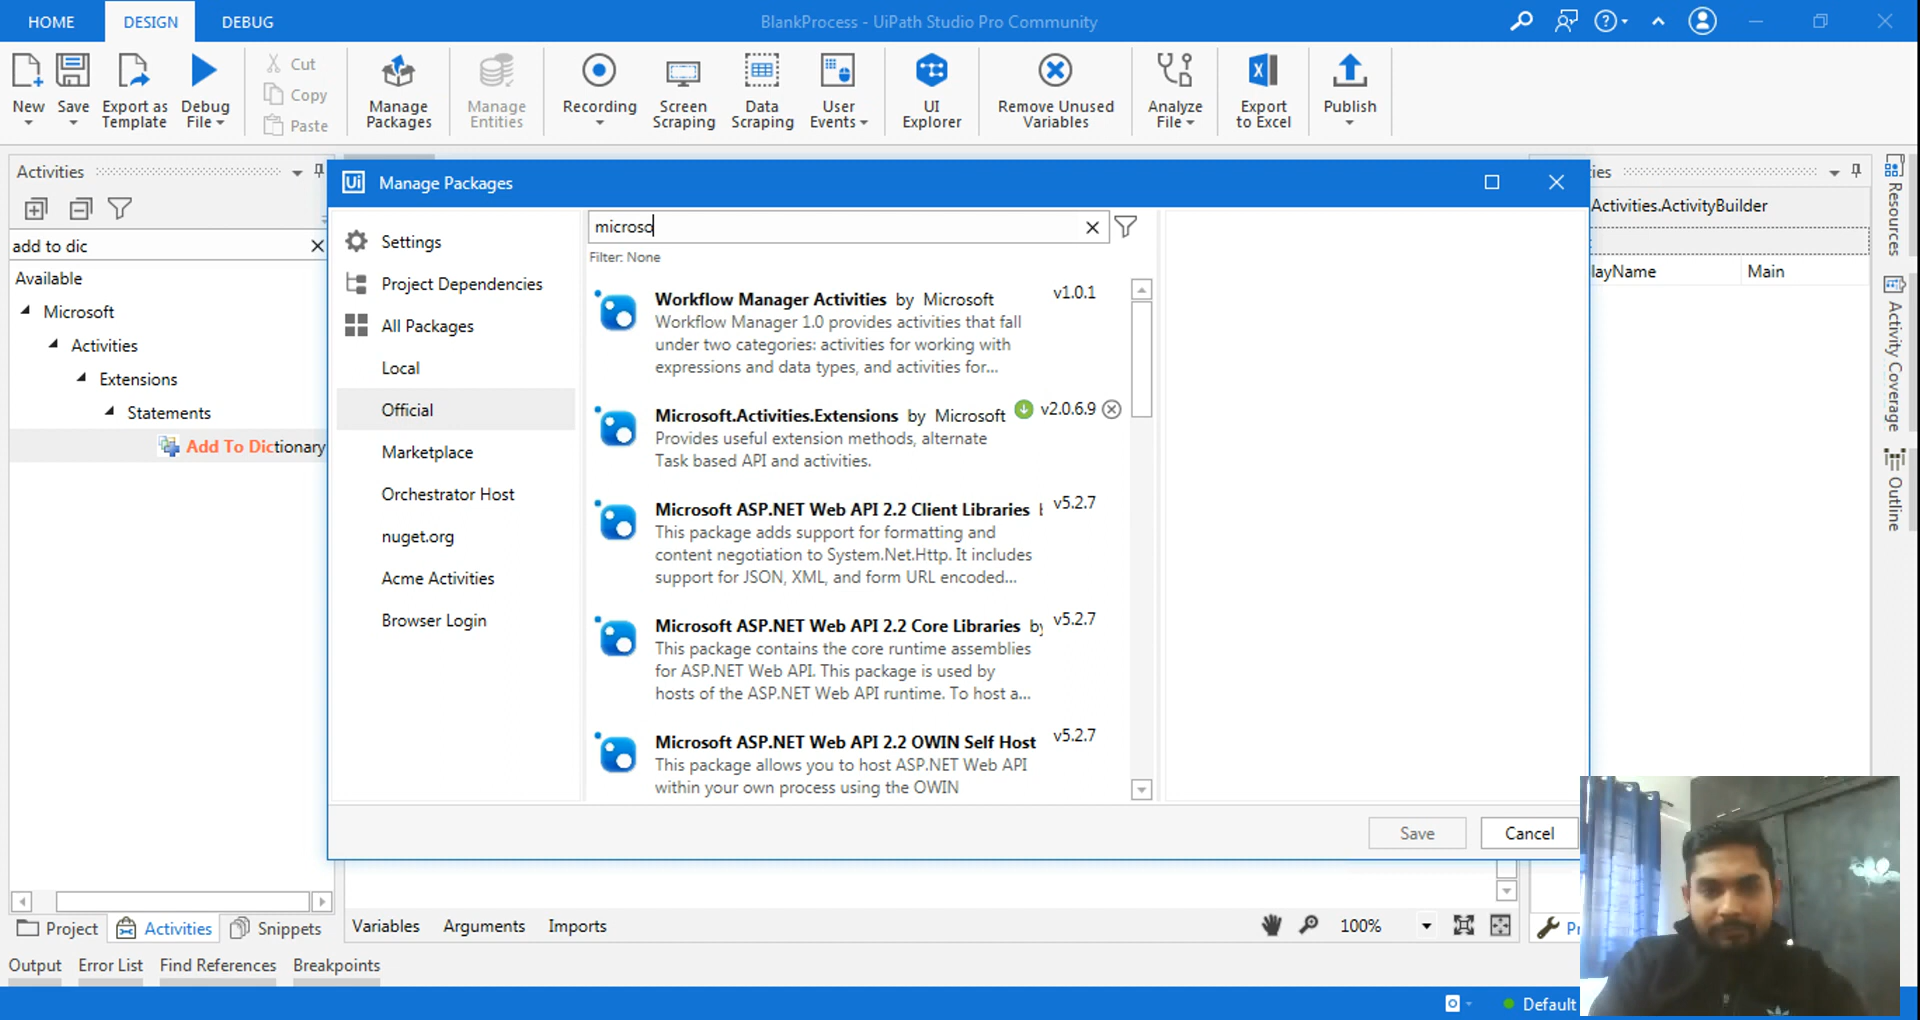 HOME DESIGN DEBUG BlankProcess - UiPath Studio Pro Community
New Save Export as Template Debug File Cut Copy Paste Manage Packages Manage Entities Recording Screen Scraping Data Scraping User Events UI Explorer Remove Unused Variables Analyze File Export to Excel Publish
Activities
add to dic
Available
Microsoft
Activities
Extensions
Statements
Add To Dictionary
Ui Manage Packages
Settings
Project Dependencies
All Packages
Local
Official
Marketplace
Orchestrator Host
nuget.org
Acme Activities
Browser Login
microso
Filter: None
Workflow Manager Activities by Microsoft v1.0.1
Workflow Manager 1.0 provides activities that fall
under two categories: activities for working with
expressions and data types, and activities for...
Microsoft.Activities.Extensions by Microsoft v2.0.6.9
Provides useful extension methods, alternate
Task based API and activities.
Microsoft ASP.NET Web API 2.2 Client Libraries v5.2.7
This package adds support for formatting and
content negotiation to System.Net.Http. It includes
support for JSON, XML, and form URL encoded...
Microsoft ASP.NET Web API 2.2 Core Libraries by v5.2.7
This package contains the core runtime assemblies
for ASP.NET Web API. This package is used by
hosts of the ASP.NET Web API runtime. To host a...
Microsoft ASP.NET Web API 2.2 OWIN Self Host v5.2.7
This package allows you to host ASP.NET Web API
within your own process using the OWIN
Save Cancel
ies
Activities.ActivityBuilder
layName Main
Resources
Activity Coverage
Outline
Project Activities Snippets
Variables Arguments Imports 100% Pr
Output Error List Find References Breakpoints
Default